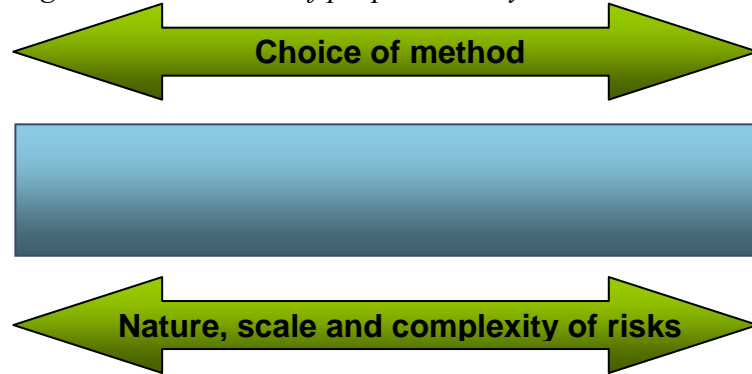 Choice of method
Nature, scale and complexity of risks